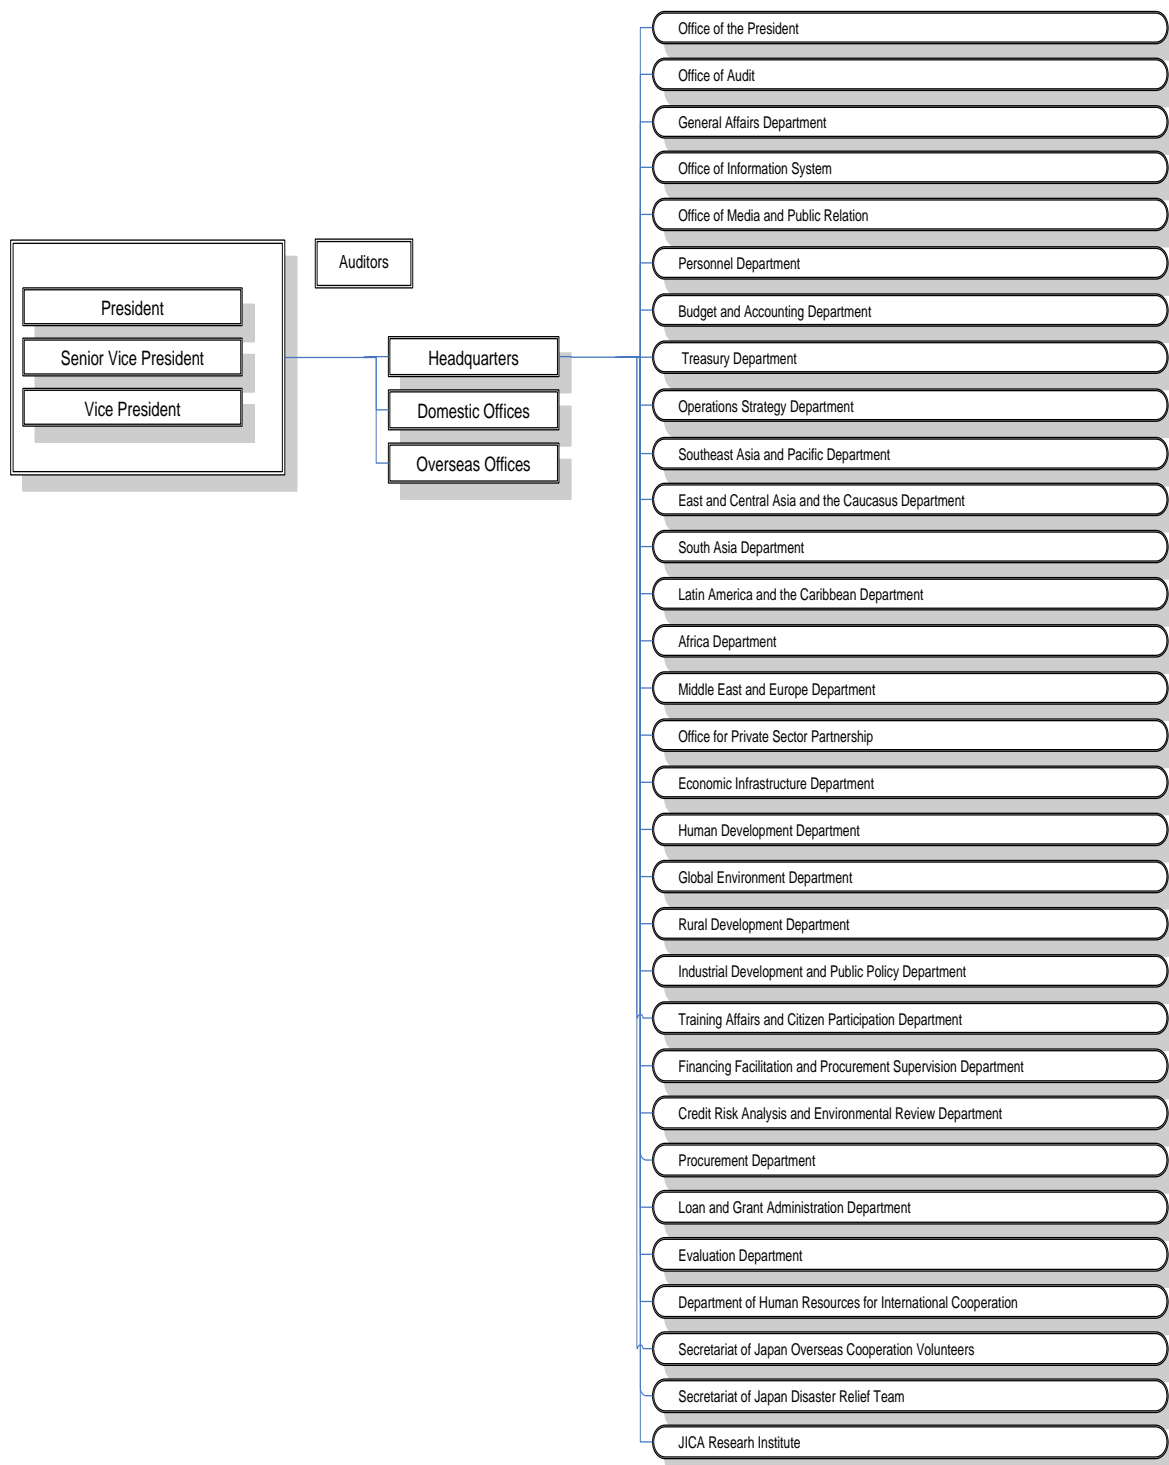 President
Senior Vice President
Vice President
Auditors
Headquarters
Domestic Offices
Overseas Offices
Office of the President
Office of Audit
General Affairs Department
Office of Information System
Office of Media and Public Relation
Personnel Department
Budget and Accounting Department
Treasury Department
Operations Strategy Department
Southeast Asia and Pacific Department
East and Central Asia and the Caucasus Department
South Asia Department
Latin America and the Caribbean Department
Africa Department
Middle East and Europe Department
Office for Private Sector Partnership
Economic Infrastructure Department
Human Development Department
Global Environment Department
Rural Development Department
Industrial Development and Public Policy Department
Training Affairs and Citizen Participation Department
Financing Facilitation and Procurement Supervision Department
Credit Risk Analysis and Environmental Review Department
Procurement Department
Loan and Grant Administration Department
Evaluation Department
Department of Human Resources for International Cooperation
Secretariat of Japan Overseas Cooperation Volunteers
Secretariat of Japan Disaster Relief Team
JICA Researh Institute